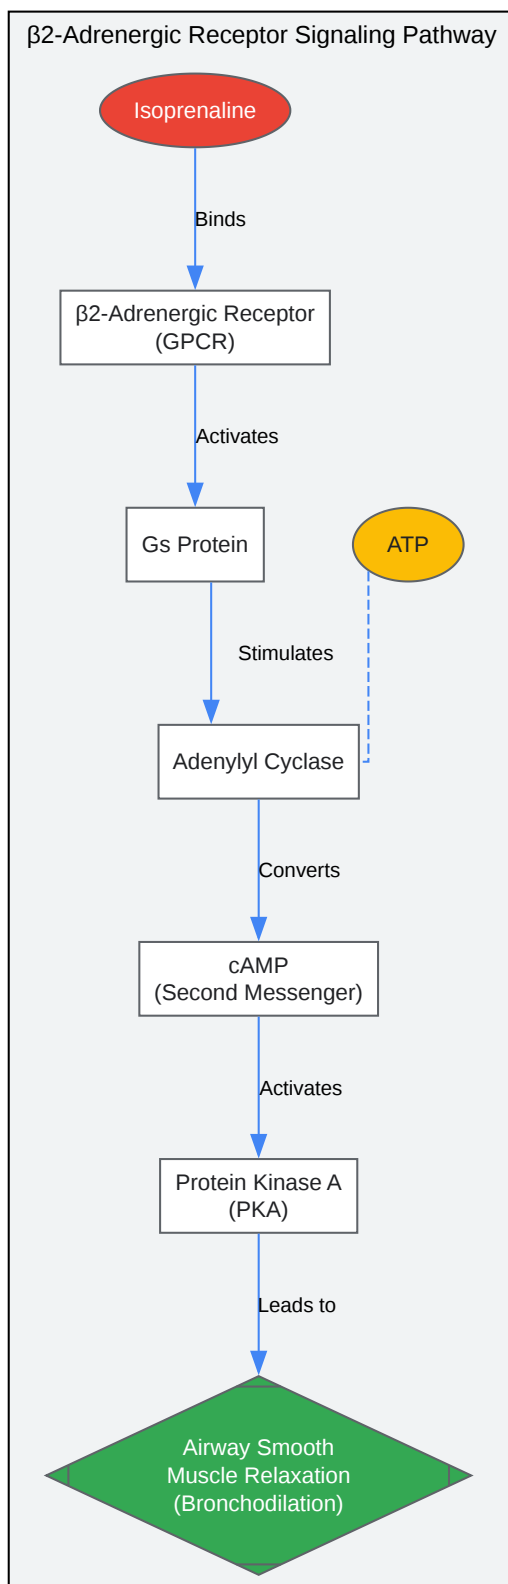 β2-Adrenergic Receptor Signaling Pathway
Isoprenaline
Binds
β2-Adrenergic Receptor
(GPCR)
Activates
Gs Protein
ATP
Stimulates
Adenylyl Cyclase
Converts
cAMP
(Second Messenger)
Activates
Protein Kinase A
(PKA)
Leads to
Airway Smooth
Muscle Relaxation
(Bronchodilation)